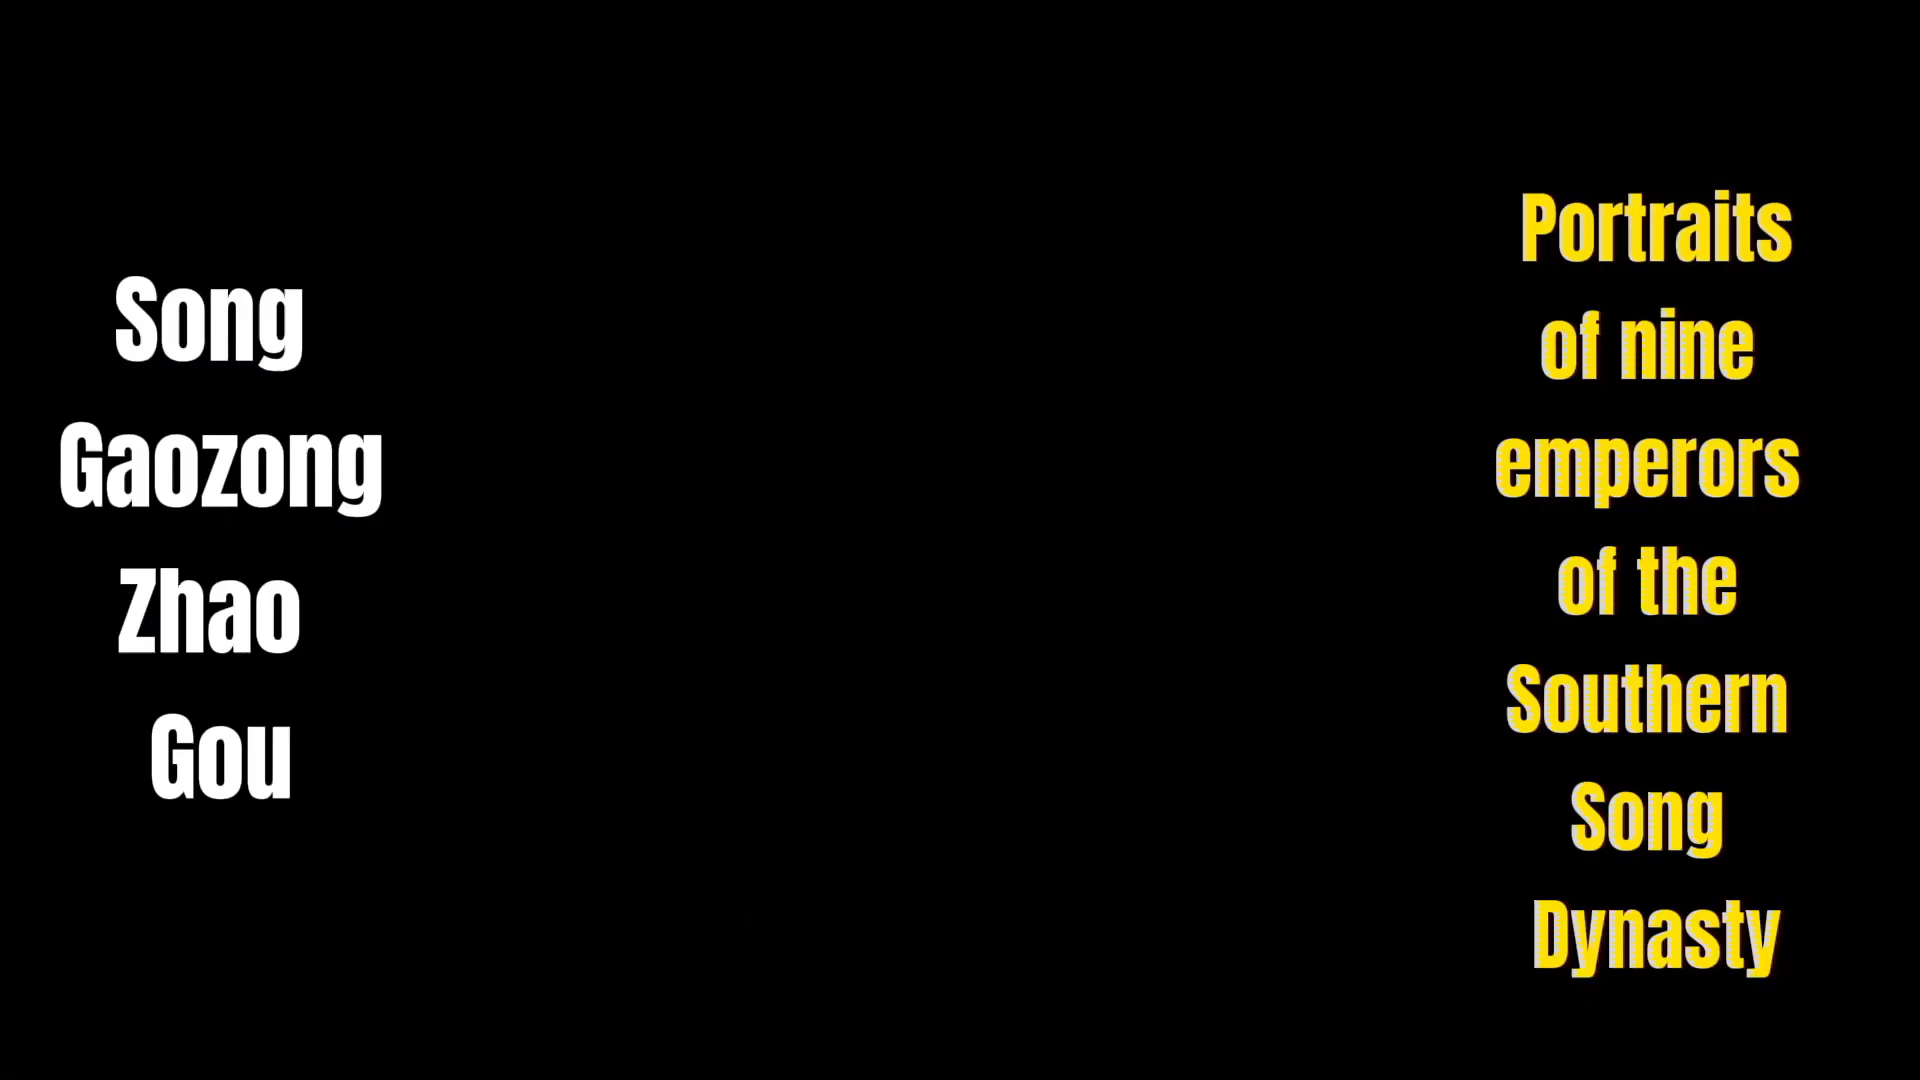 Song
Gaozong
Zhao
Gou
Portraits
of nine
emperors
of the
Southern
Song
Dynasty